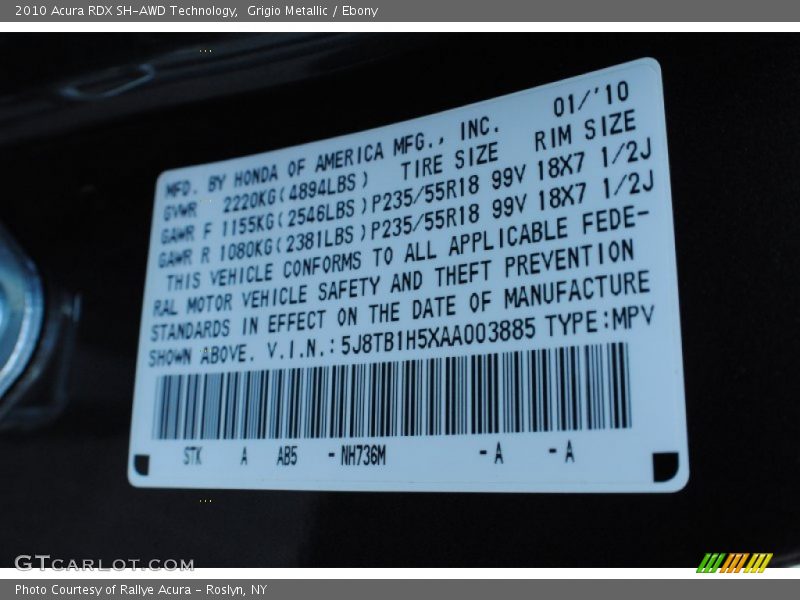 2010 Acura RDX SH-AWD Technology,  Grigio Metallic / Ebony
MFD. BY HONDA OF AMERICA MFG., INC. 01/'10
GVWR 2220KG(4894LBS) TIRE SIZE RIM SIZE
GAWR F 1155KG(2546LBS)P235/55R18 99V 18X7 1/2J
GAWR R 1080KG(2381LBS)P235/55R18 99V 18X7 1/2J
THIS VEHICLE CONFORMS TO ALL APPLICABLE FEDE-
RAL MOTOR VEHICLE SAFETY AND THEFT PREVENTION
STANDARDS IN EFFECT ON THE DATE OF MANUFACTURE
SHOWN ABOVE. V.I.N.:5J8TB1H5XAA003885 TYPE:MPV
STK A AB5 -NH736M -A -A
GTCARLOT.COM
Photo Courtesy of Rallye Acura - Roslyn, NY